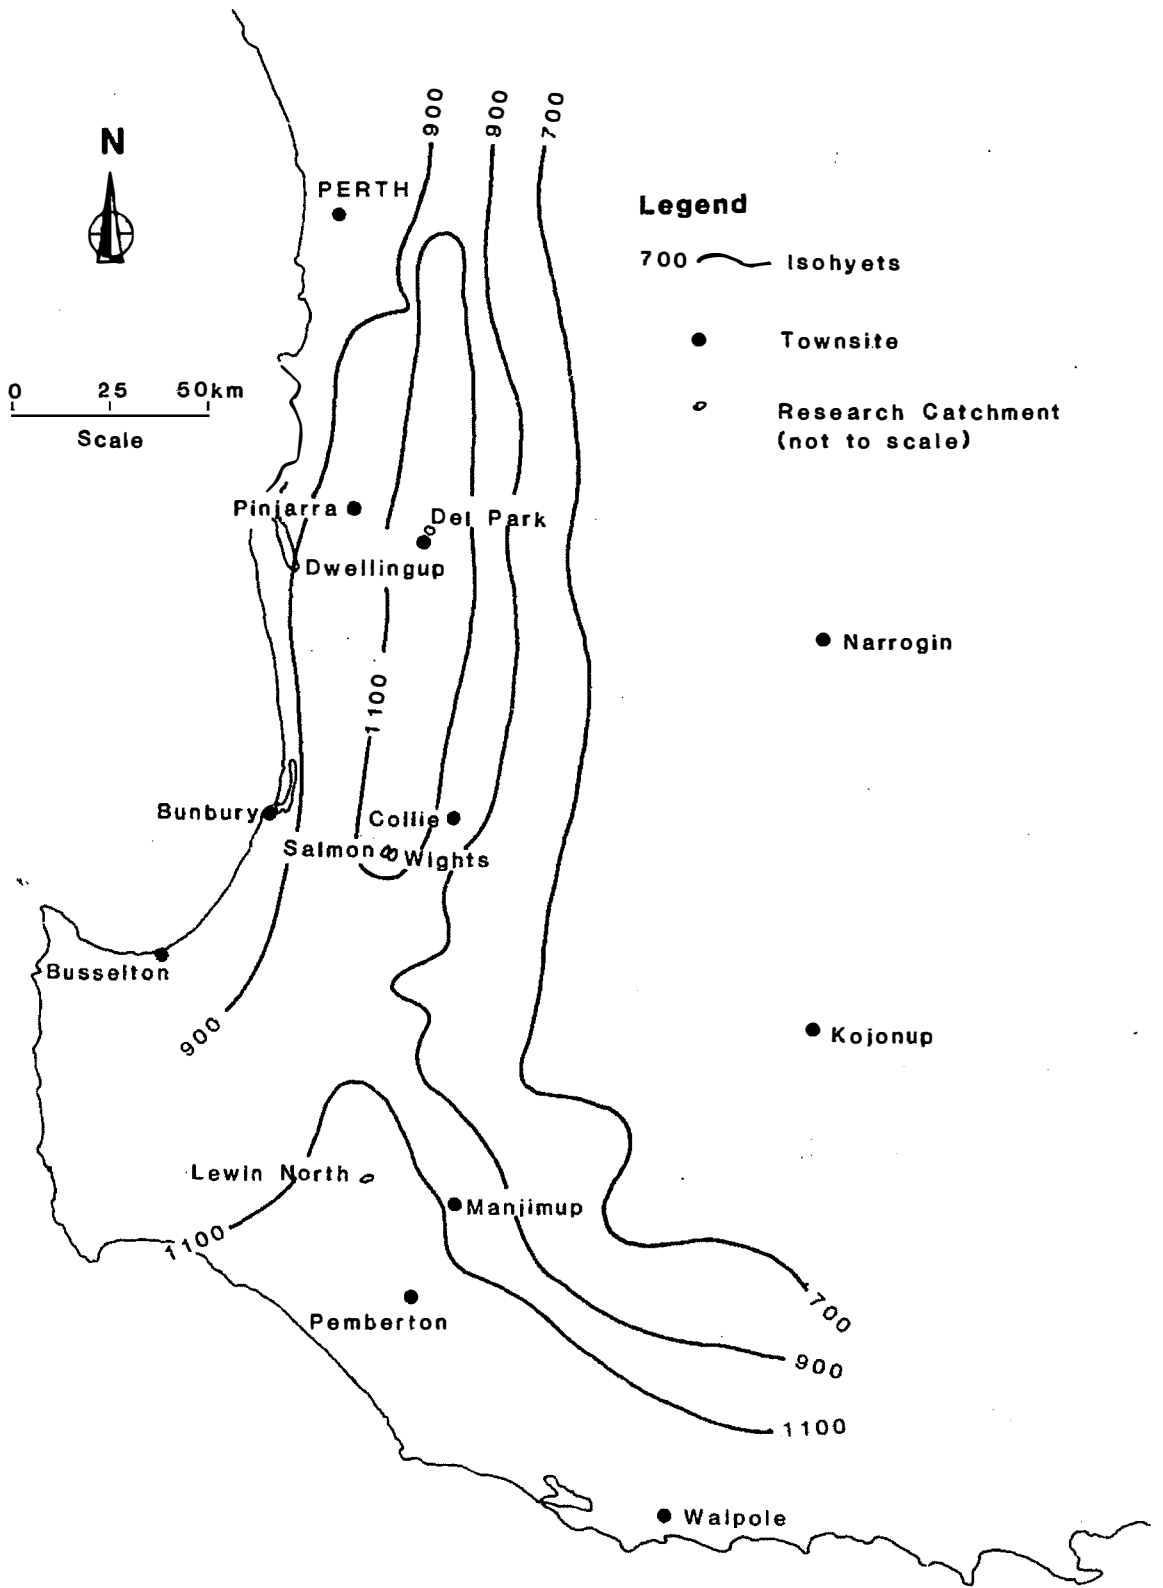 900
900
700
N
PERTH
Legend
700 Isohyets
Townsite
0 25 50km
Scale
Research Catchment
(not to scale)
Pinjarra
Del Park
Dwellingup
Narrogin
1100
Bunbury
Collie
Salmon
Wights
Busselton
900
Kojonup
Lewin North
Manjimup
1100
Pemberton
700
900
1100
Walpole